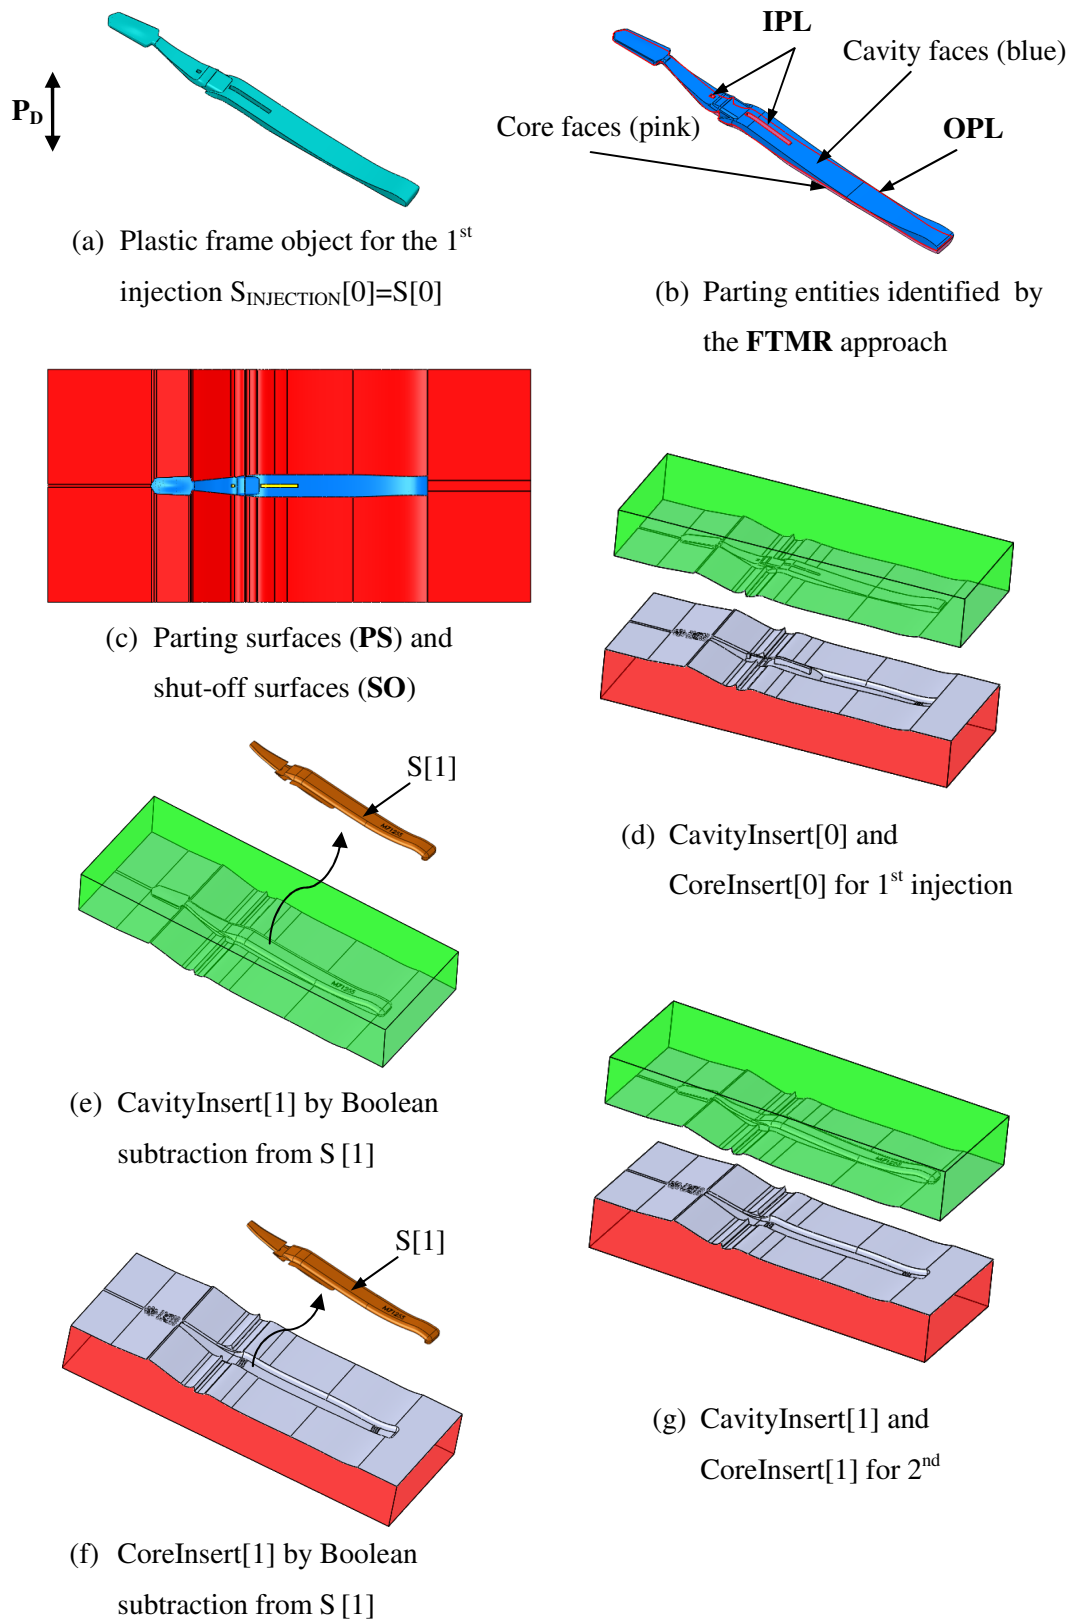 P_D
(a) Plastic frame object for the 1st
injection S_INJECTION[0]=S[0]
IPL
Cavity faces (blue)
Core faces (pink)
OPL
(b) Parting entities identified by
the FTMR approach
(c) Parting surfaces (PS) and
shut-off surfaces (SO)
(d) CavityInsert[0] and
CoreInsert[0] for 1st injection
S[1]
(e) CavityInsert[1] by Boolean
subtraction from S [1]
S[1]
(f) CoreInsert[1] by Boolean
subtraction from S [1]
(g) CavityInsert[1] and
CoreInsert[1] for 2nd